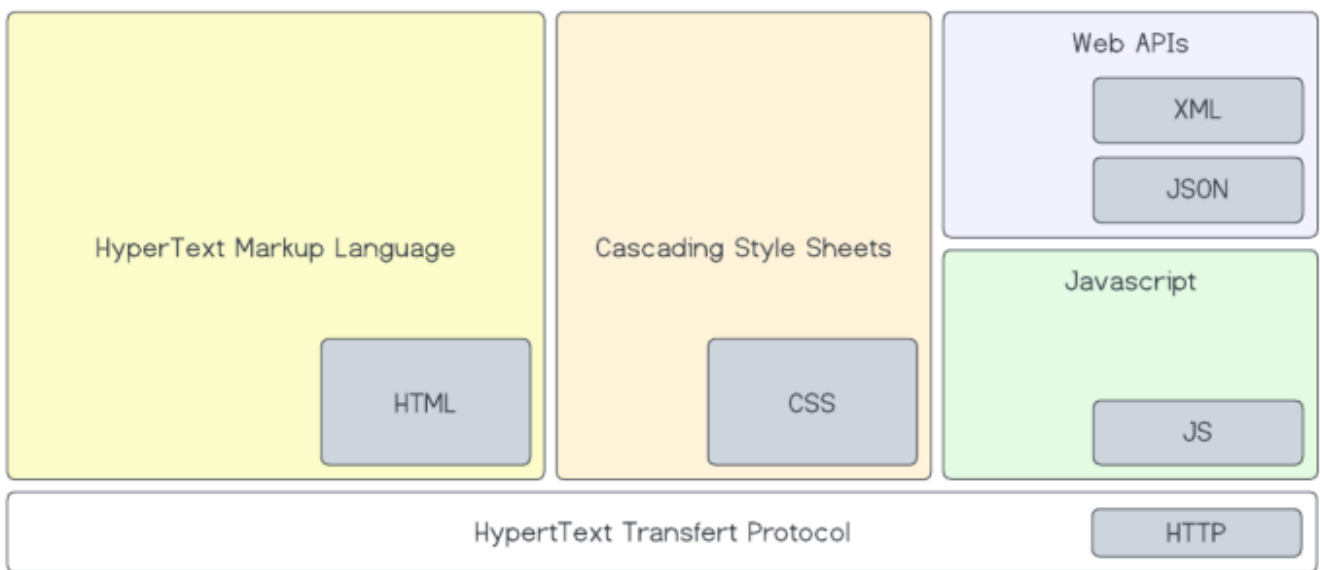 HyperText Markup Language
HTML
Cascading Style Sheets
CSS
Web APIs
XML
JSON
Javascript
JS
HypertText Transfert Protocol
HTTP